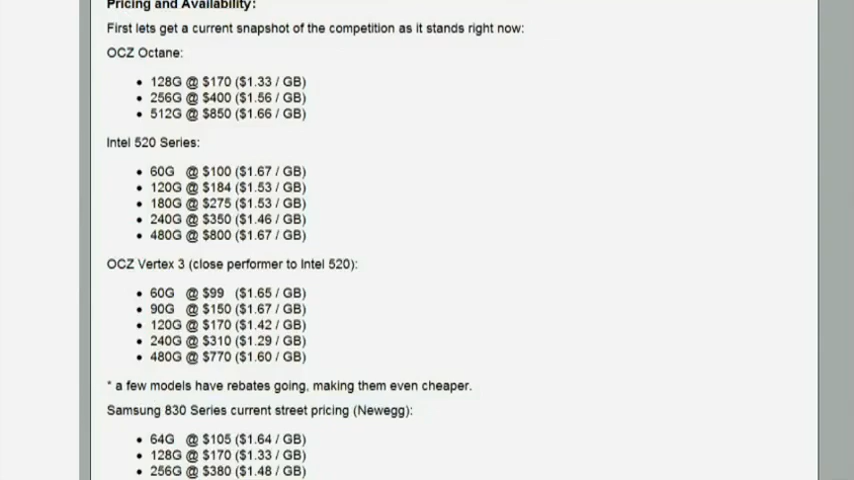 Pricing and Availability:
First lets get a current snapshot of the competition as it stands right now:
OCZ Octane:
• 128G @ $170 ($1.33 / GB)
• 256G @ $400 ($1.56 / GB)
• 512G @ $850 ($1.66 / GB)
Intel 520 Series:
• 60G @ $100 ($1.67 / GB)
• 120G @ $184 ($1.53 / GB)
• 180G @ $275 ($1.53 / GB)
• 240G @ $350 ($1.46 / GB)
• 480G @ $800 ($1.67 / GB)
OCZ Vertex 3 (close performer to Intel 520):
• 60G @ $99 ($1.65 / GB)
• 90G @ $150 ($1.67 / GB)
• 120G @ $170 ($1.42 / GB)
• 240G @ $310 ($1.29 / GB)
• 480G @ $770 ($1.60 / GB)
* a few models have rebates going, making them even cheaper.
Samsung 830 Series current street pricing (Newegg):
• 64G @ $105 ($1.64 / GB)
• 128G @ $170 ($1.33 / GB)
• 256G @ $380 ($1.48 / GB)